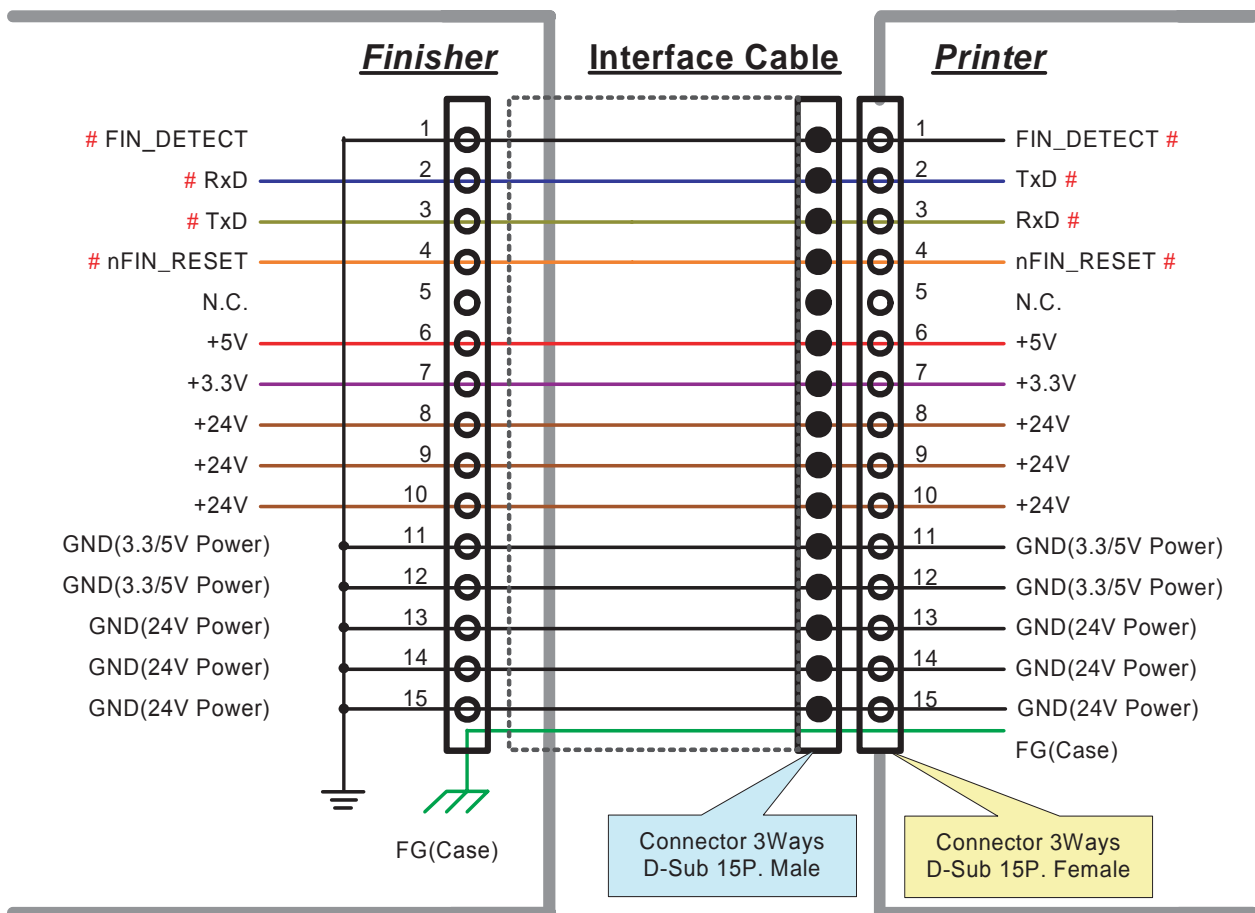 Finisher Interface Cable Printer
# FIN_DETECT 1 1 FIN_DETECT #
# RxD 2 2 TxD #
# TxD 3 3 RxD #
# nFIN_RESET 4 4 nFIN_RESET #
N.C. 5 5 N.C.
+5V 6 6 +5V
+3.3V 7 7 +3.3V
+24V 8 8 +24V
+24V 9 9 +24V
+24V 10 10 +24V
GND(3.3/5V Power) 11 11 GND(3.3/5V Power)
GND(3.3/5V Power) 12 12 GND(3.3/5V Power)
GND(24V Power) 13 13 GND(24V Power)
GND(24V Power) 14 14 GND(24V Power)
GND(24V Power) 15 15 GND(24V Power)
FG(Case)
FG(Case)
Connector 3Ways
D-Sub 15P. Male
Connector 3Ways
D-Sub 15P. Female